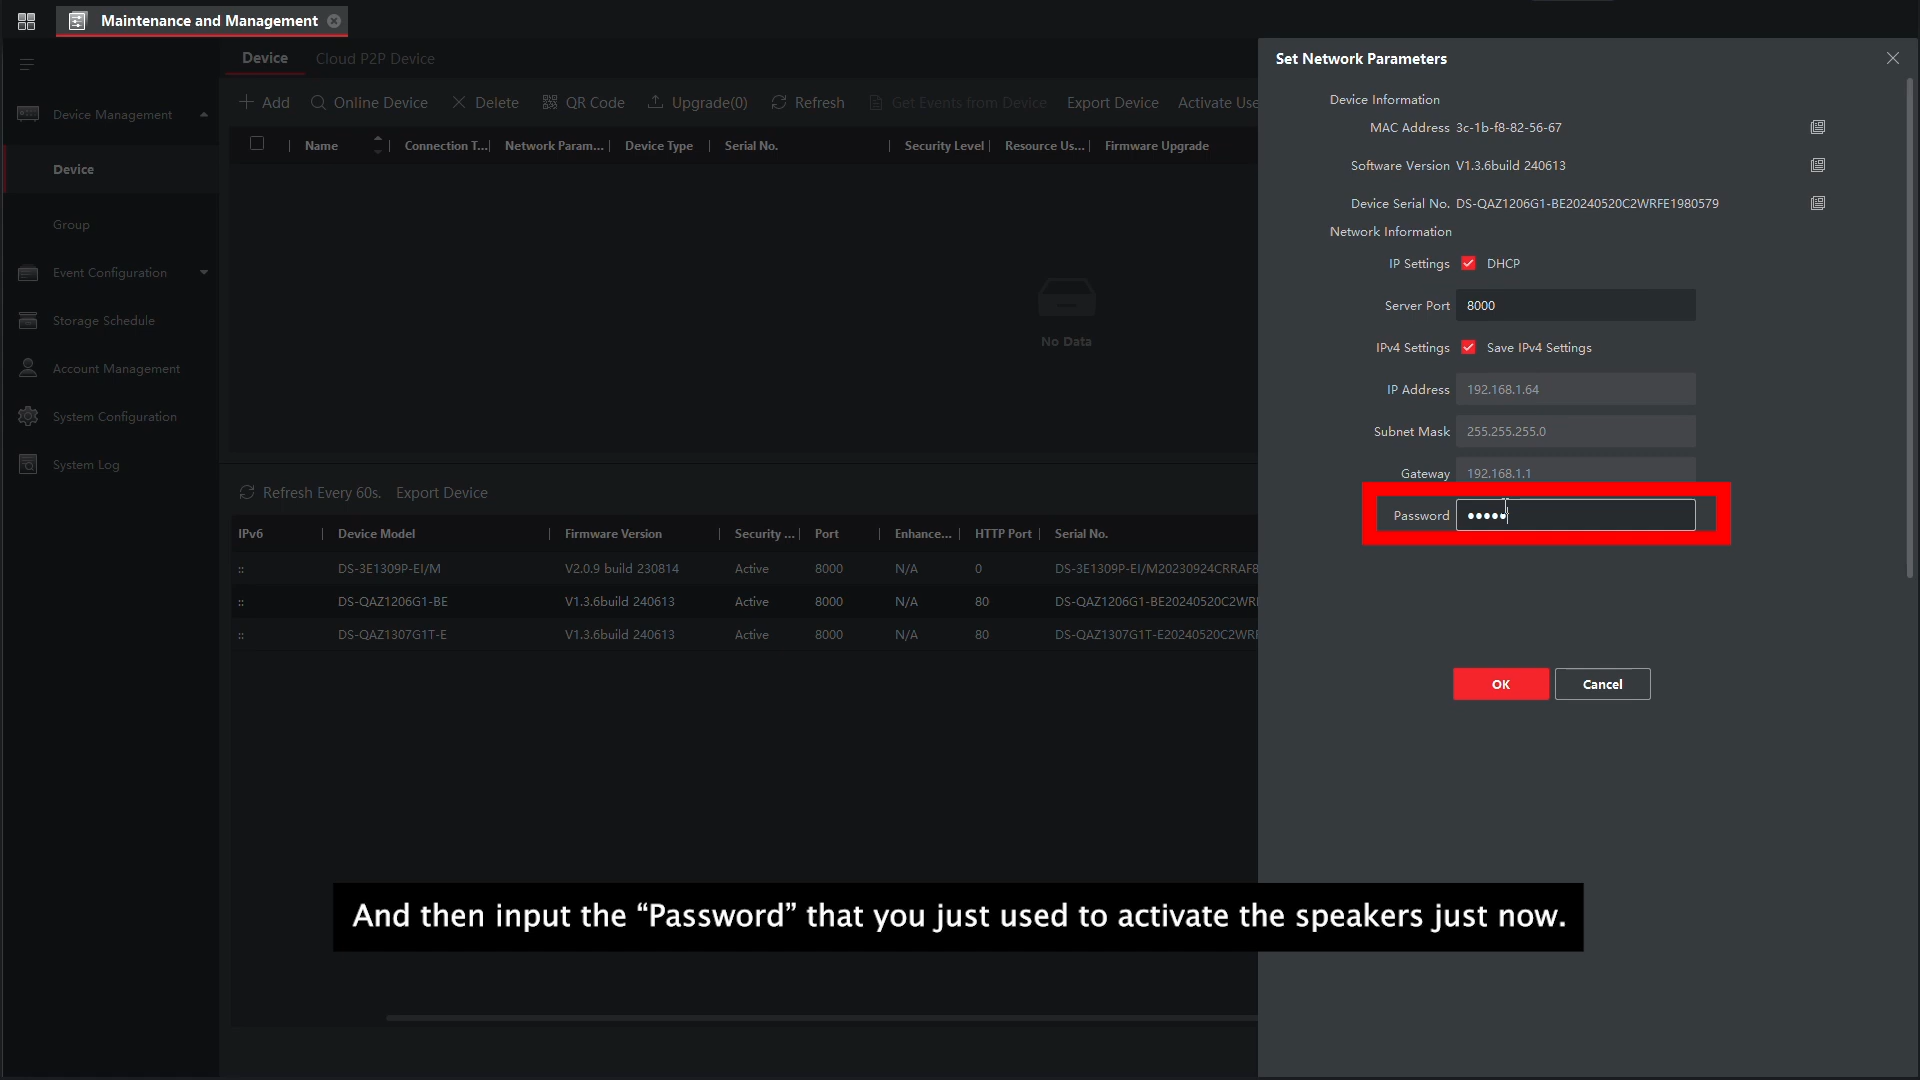 Maintenance and Management
Device Cloud P2P Device
Add Online Device Delete QR Code Upgrade(0) Refresh Get Events from Device Export Device Activate Use
Name Connection T... Network Param... Device Type Serial No. Security Level Resource Us... Firmware Upgrade
Device Management
Device
Group
Event Configuration
Storage Schedule
Account Management
System Configuration
System Log
No Data
Refresh Every 60s. Export Device
IPv6 Device Model Firmware Version Security ... Port Enhance... HTTP Port Serial No.
:: DS-3E1309P-EI/M V2.0.9 build 230814 Active 8000 N/A 0 DS-3E1309P-EI/M20230924CRRAF8
:: DS-QAZ1206G1-BE V1.3.6build 240613 Active 8000 N/A 80 DS-QAZ1206G1-BE20240520C2WRI
:: DS-QAZ1307G1T-E V1.3.6build 240613 Active 8000 N/A 80 DS-QAZ1307G1T-E20240520C2WRI
Set Network Parameters
Device Information
MAC Address 3c-1b-f8-82-56-67
Software Version V1.3.6build 240613
Device Serial No. DS-QAZ1206G1-BE20240520C2WRFE1980579
Network Information
IP Settings DHCP
Server Port 8000
IPv4 Settings Save IPv4 Settings
IP Address 192.168.1.64
Subnet Mask 255.255.255.0
Gateway 192.168.1.1
Password •••••
OK Cancel
And then input the “Password” that you just used to activate the speakers just now.